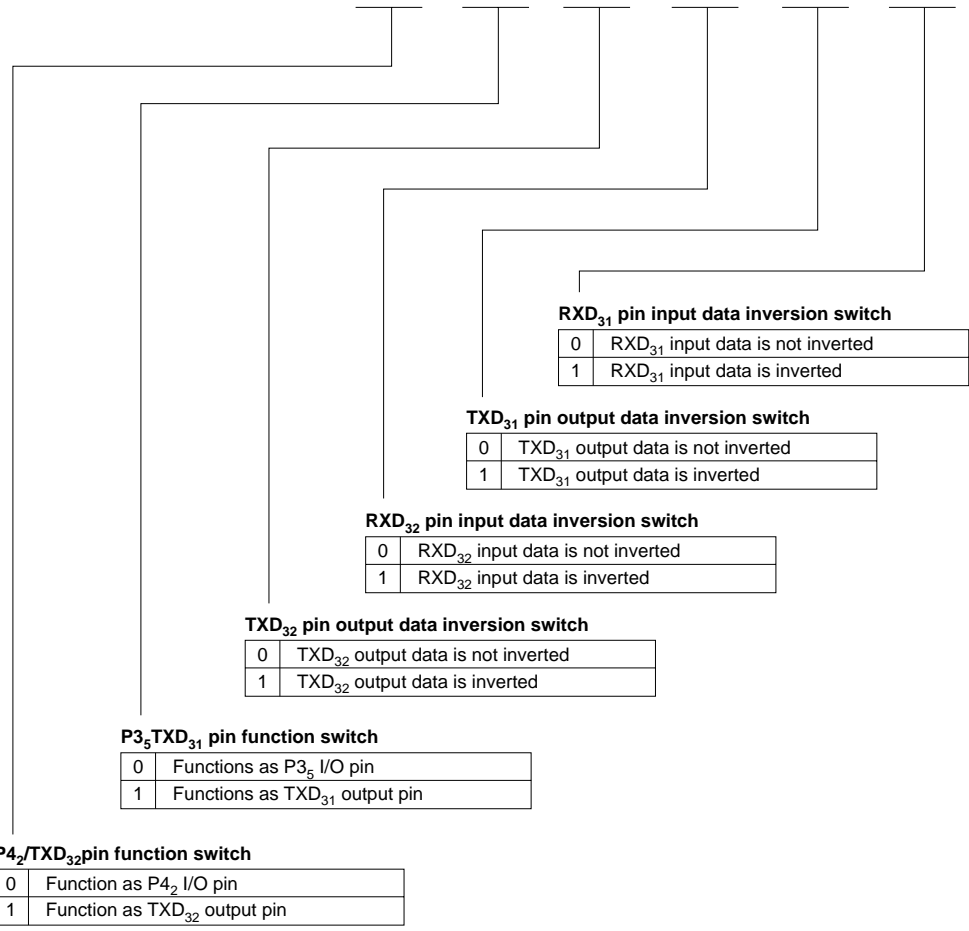 RXD31 pin input data inversion switch
0 RXD31 input data is not inverted
1 RXD31 input data is inverted
TXD31 pin output data inversion switch
0 TXD31 output data is not inverted
1 TXD31 output data is inverted
RXD32 pin input data inversion switch
0 RXD32 input data is not inverted
1 RXD32 input data is inverted
TXD32 pin output data inversion switch
0 TXD32 output data is not inverted
1 TXD32 output data is inverted
P35TXD31 pin function switch
0 Functions as P35 I/O pin
1 Functions as TXD31 output pin
P42/TXD32pin function switch
0 Function as P42 I/O pin
1 Function as TXD32 output pin